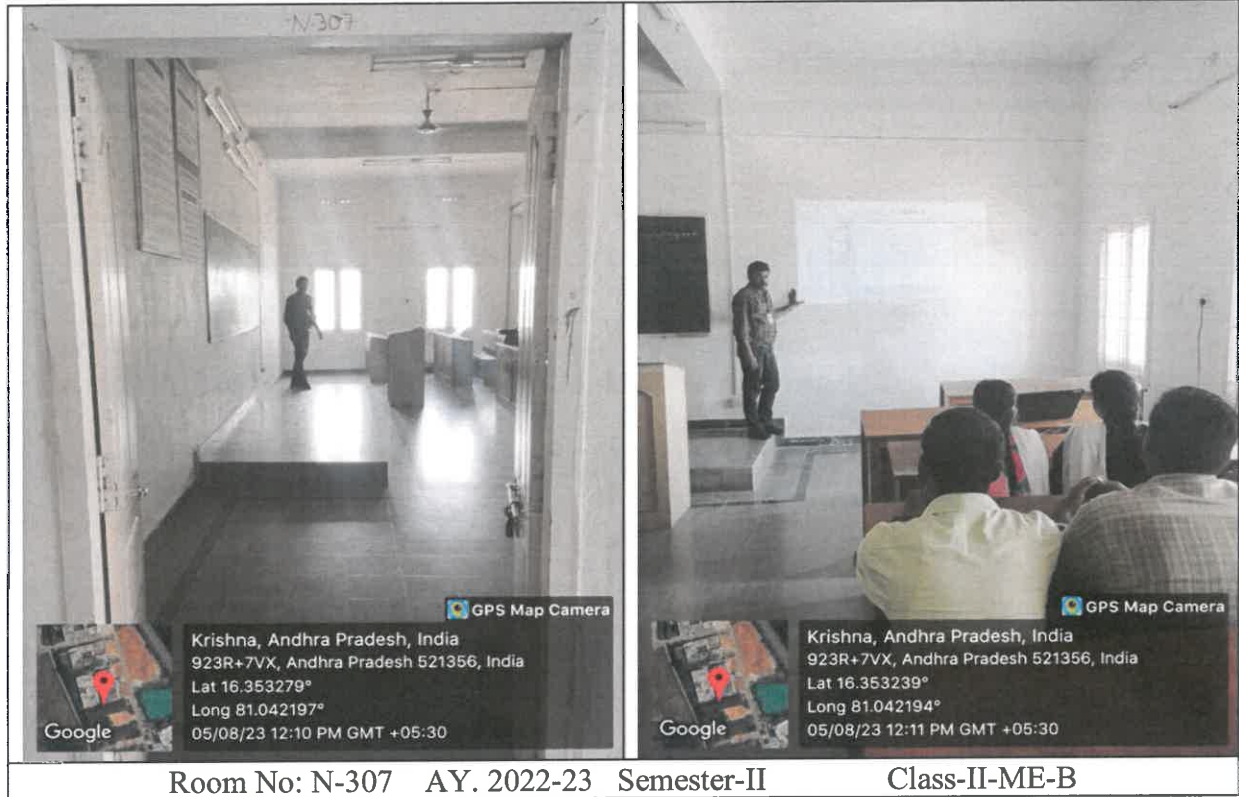 N-307
GPS Map Camera
Krishna, Andhra Pradesh, India
923R+7VX, Andhra Pradesh 521356, India
Lat 16.353279°
Long 81.042197°
05/08/23 12:10 PM GMT +05:30
Google
GPS Map Camera
Krishna, Andhra Pradesh, India
923R+7VX, Andhra Pradesh 521356, India
Lat 16.353239°
Long 81.042194°
05/08/23 12:11 PM GMT +05:30
Google
Room No: N-307 AY. 2022-23 Semester-II Class-II-ME-B